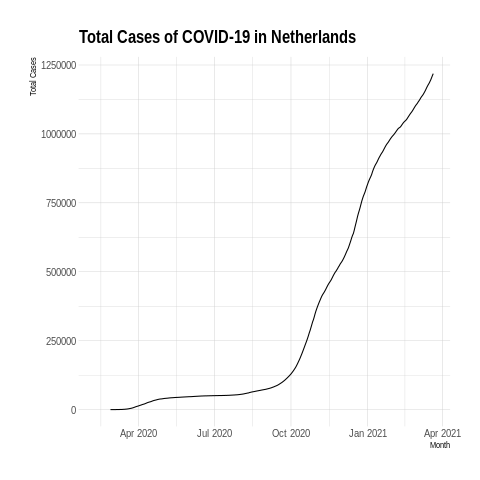 Total Cases of COVID-19 in Netherlands
Total Cases
1250000
1000000
750000
500000
250000
0
Apr 2020 Jul 2020 Oct 2020 Jan 2021 Apr 2021
Month